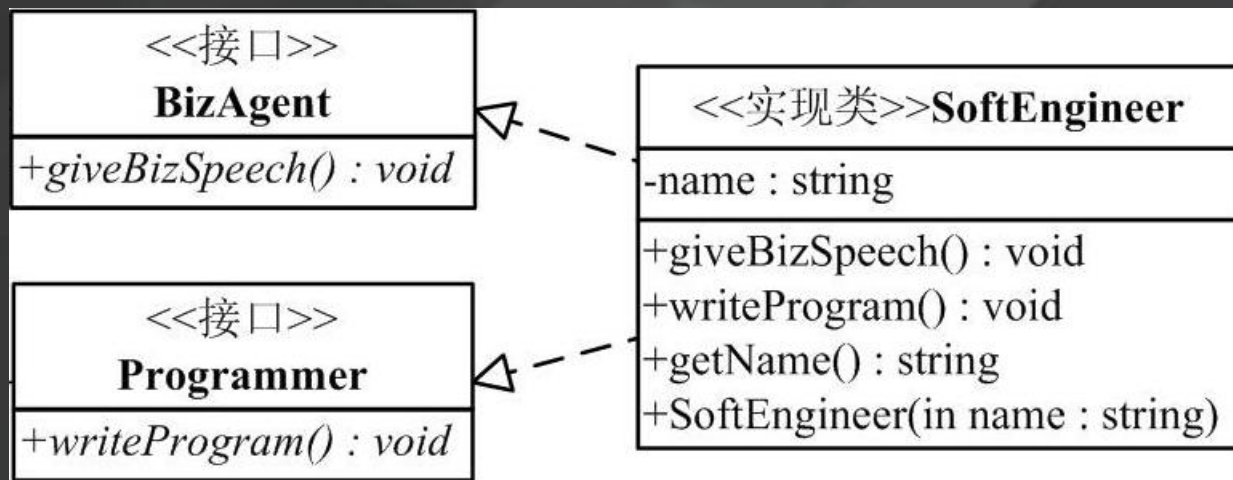 <<接口>>
BizAgent
+giveBizSpeech() : void
<<接口>>
Programmer
+writeProgram() : void
<<实现类>>SoftEngineer
-name : string
+giveBizSpeech() : void
+writeProgram() : void
+getName() : string
+SoftEngineer(in name : string)